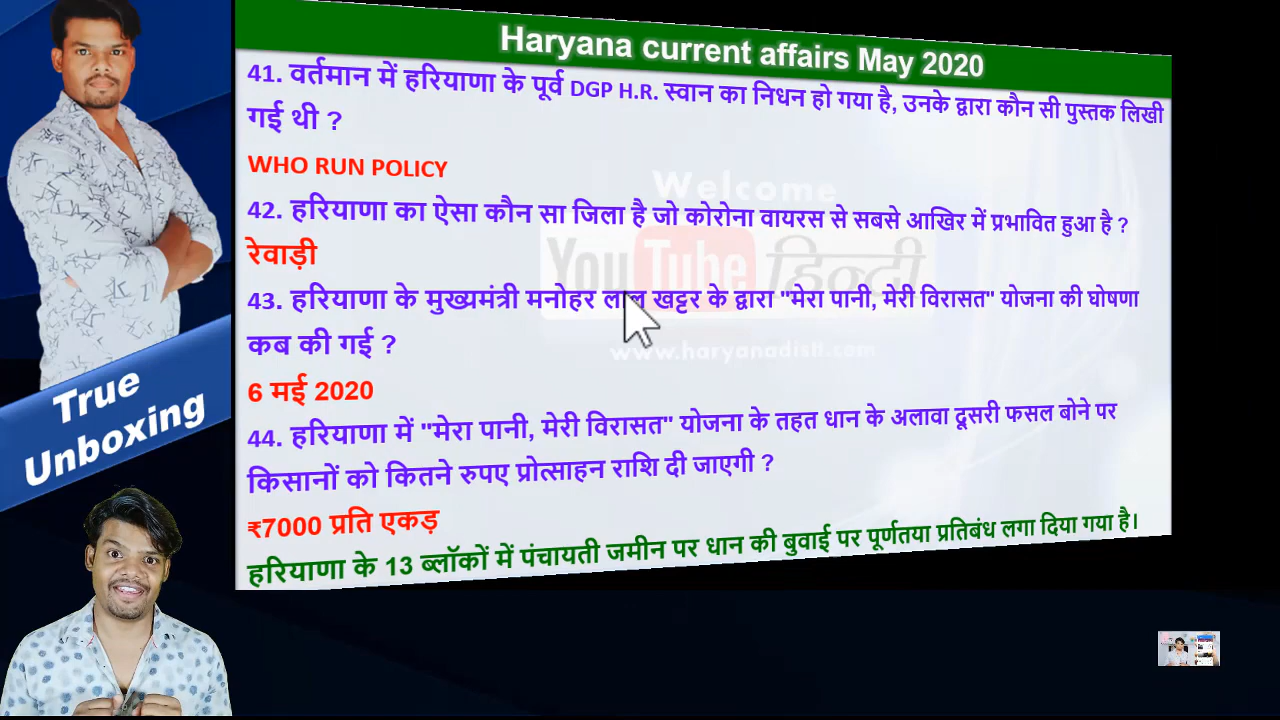 Haryana current affairs May 2020
41. वर्तमान में हरियाणा के पूर्व DGP H.R. स्वान का निधन हो गया है, उनके द्वारा कौन सी पुस्तक लिखी
गई थी ?
WHO RUN POLICY
42. हरियाणा का ऐसा कौन सा जिला है जो कोरोना वायरस से सबसे आखिर में प्रभावित हुआ है ?
रेवाड़ी
43. हरियाणा के मुख्यमंत्री मनोहर लाल खट्टर के द्वारा "मेरा पानी, मेरी विरासत" योजना की घोषणा
कब की गई ?
6 मई 2020
44. हरियाणा में "मेरा पानी, मेरी विरासत" योजना के तहत धान के अलावा दूसरी फसल बोने पर
किसानों को कितने रुपए प्रोत्साहन राशि दी जाएगी ?
₹7000 प्रति एकड़
हरियाणा के 13 ब्लॉकों में पंचायती जमीन पर धान की बुवाई पर पूर्णतया प्रतिबंध लगा दिया गया है।
Welcome
YouTube हिन्दी
True
Unboxing